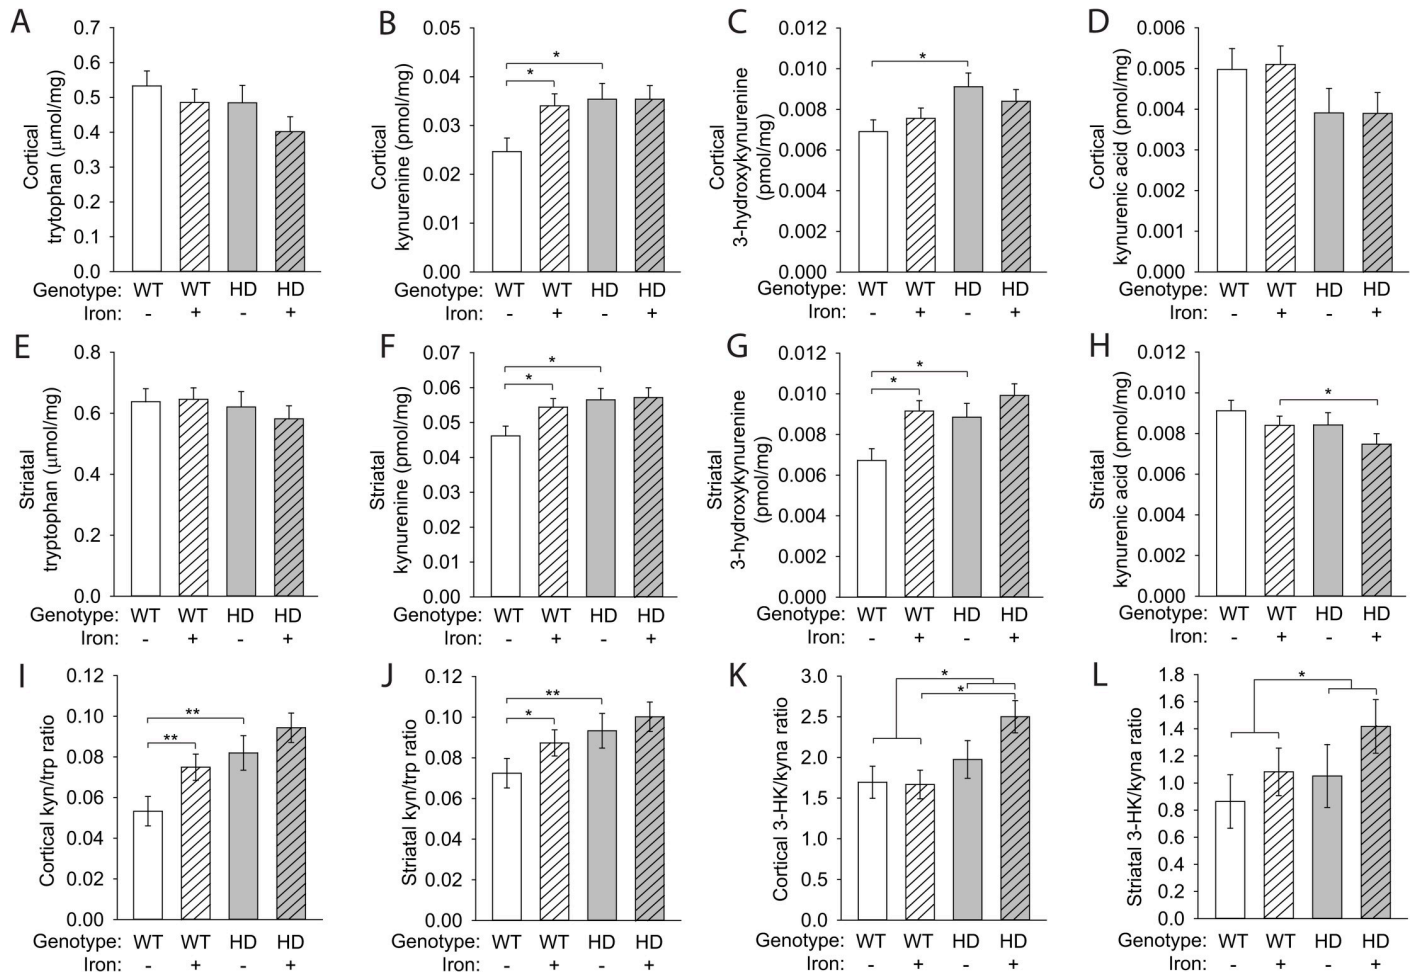 A
Cortical
trytophan (μmol/mg)
0.7
0.6
0.5
0.4
0.3
0.2
0.1
0.0
Genotype: WT WT HD HD
Iron: - + - +
B
Cortical
kynurenine (pmol/mg)
0.05
0.04
0.03
0.02
0.01
0.00
*
*
Genotype: WT WT HD HD
Iron: - + - +
C
Cortical
3-hydroxykynurenine
(pmol/mg)
0.012
0.010
0.008
0.006
0.004
0.002
0.000
*
Genotype: WT WT HD HD
Iron: - + - +
D
Cortical
kynurenic acid (pmol/mg)
0.006
0.005
0.004
0.003
0.002
0.001
0.000
Genotype: WT WT HD HD
Iron: - + - +
E
Striatal
tryptophan (μmol/mg)
0.8
0.6
0.4
0.2
0.0
Genotype: WT WT HD HD
Iron: - + - +
F
Striatal
kynurenine (pmol/mg)
0.07
0.06
0.05
0.04
0.03
0.02
0.01
0.00
*
*
Genotype: WT WT HD HD
Iron: - + - +
G
Striatal
3-hydroxykynurenine
(pmol/mg)
0.012
0.010
0.008
0.006
0.004
0.002
0.000
*
*
Genotype: WT WT HD HD
Iron: - + - +
H
Striatal
kynurenic acid (pmol/mg)
0.012
0.010
0.008
0.006
0.004
0.002
0.000
*
Genotype: WT WT HD HD
Iron: - + - +
I
Cortical kyn/trp ratio
0.12
0.10
0.08
0.06
0.04
0.02
0.00
**
**
Genotype: WT WT HD HD
Iron: - + - +
J
Striatal kyn/trp ratio
0.12
0.10
0.08
0.06
0.04
0.02
0.00
**
*
Genotype: WT WT HD HD
Iron: - + - +
K
Cortical 3-HK/kyna ratio
3.0
2.5
2.0
1.5
1.0
0.5
0.0
*
*
Genotype: WT WT HD HD
Iron: - + - +
L
Striatal 3-HK/kyna ratio
1.8
1.6
1.4
1.2
1.0
0.8
0.6
0.4
0.2
0.0
*
Genotype: WT WT HD HD
Iron: - + - +